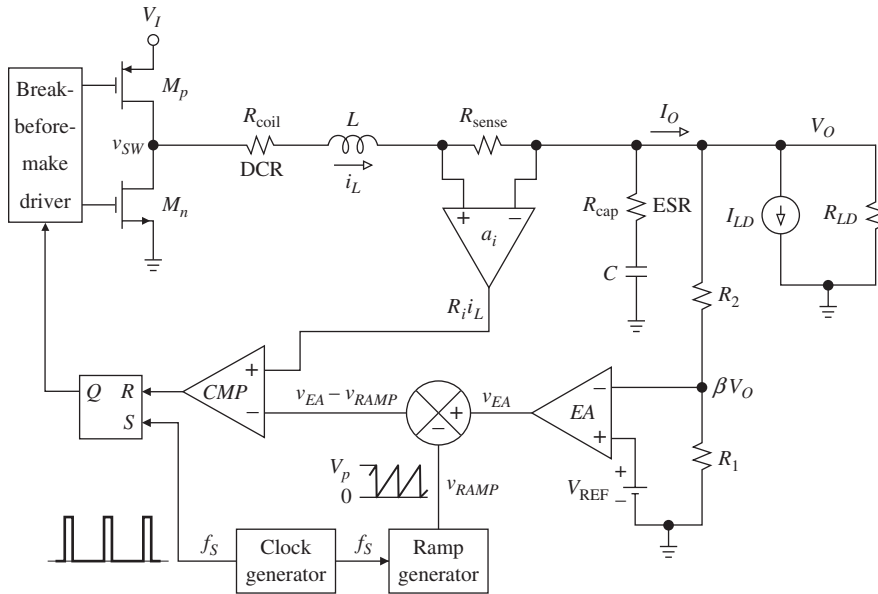 V_I
Break-
before-
make
driver
M_p
v_SW
M_n
R_coil
DCR
L
i_L
R_sense
I_O
V_O
+
−
a_i
R_i i_L
R_cap
ESR
C
I_LD
R_LD
R_2
Q
R
S
CMP
+
−
v_EA − v_RAMP
+
−
v_EA
EA
−
+
βV_O
R_1
V_REF
+
−
V_p
0
v_RAMP
f_S
Clock
generator
f_S
Ramp
generator